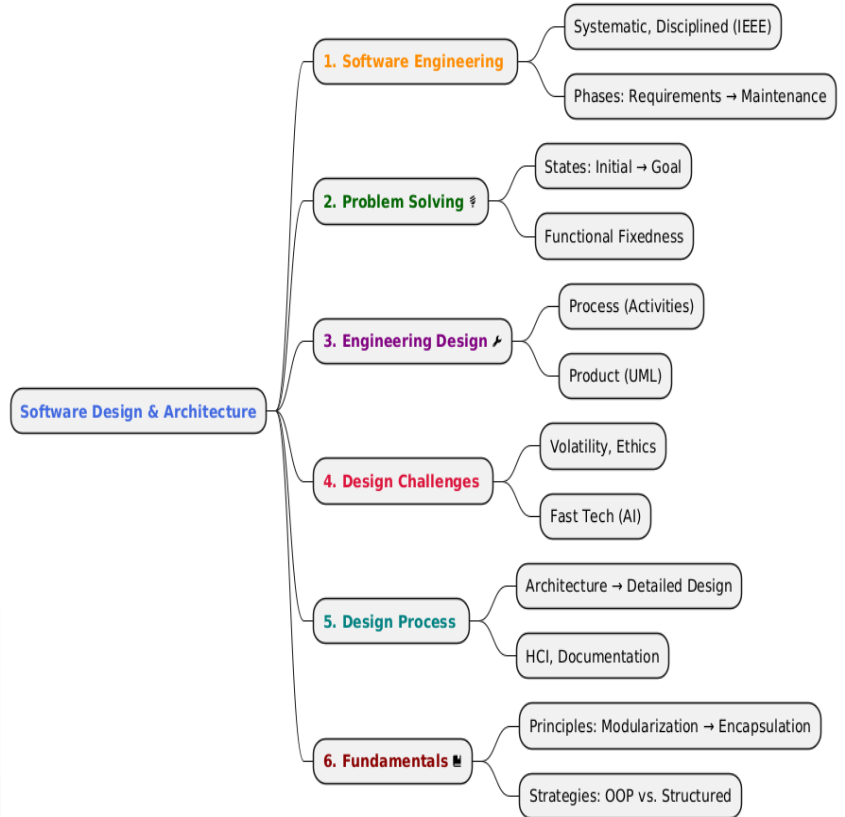 Software Design & Architecture
1. Software Engineering
Systematic, Disciplined (IEEE)
Phases: Requirements → Maintenance
2. Problem Solving
States: Initial → Goal
Functional Fixedness
3. Engineering Design
Process (Activities)
Product (UML)
4. Design Challenges
Volatility, Ethics
Fast Tech (AI)
5. Design Process
Architecture → Detailed Design
HCI, Documentation
6. Fundamentals
Principles: Modularization → Encapsulation
Strategies: OOP vs. Structured